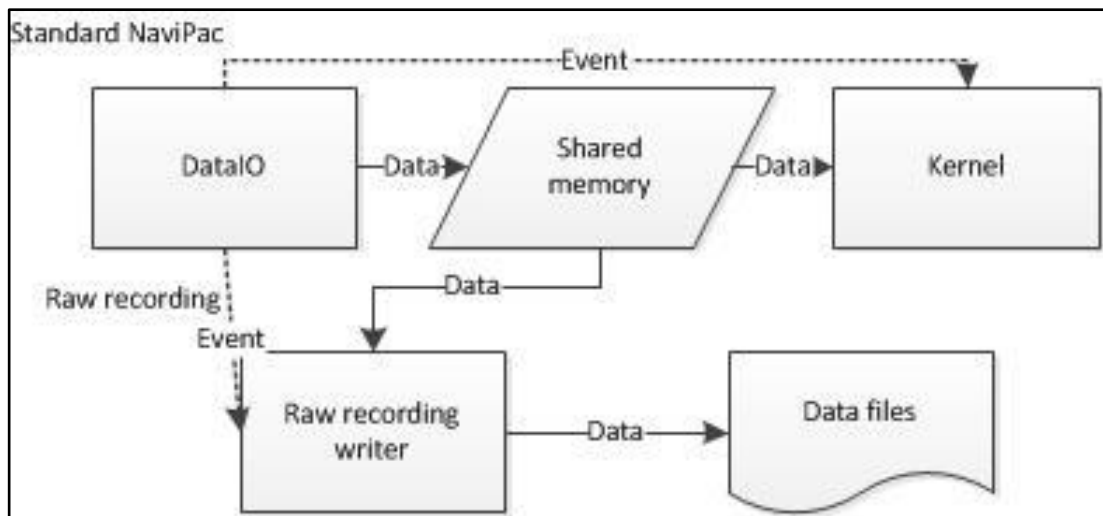 Standard NaviPac
Event
DataIO
Data
Shared
memory
Data
Kernel
Data
Raw recording
Event
Raw recording
writer
Data
Data files